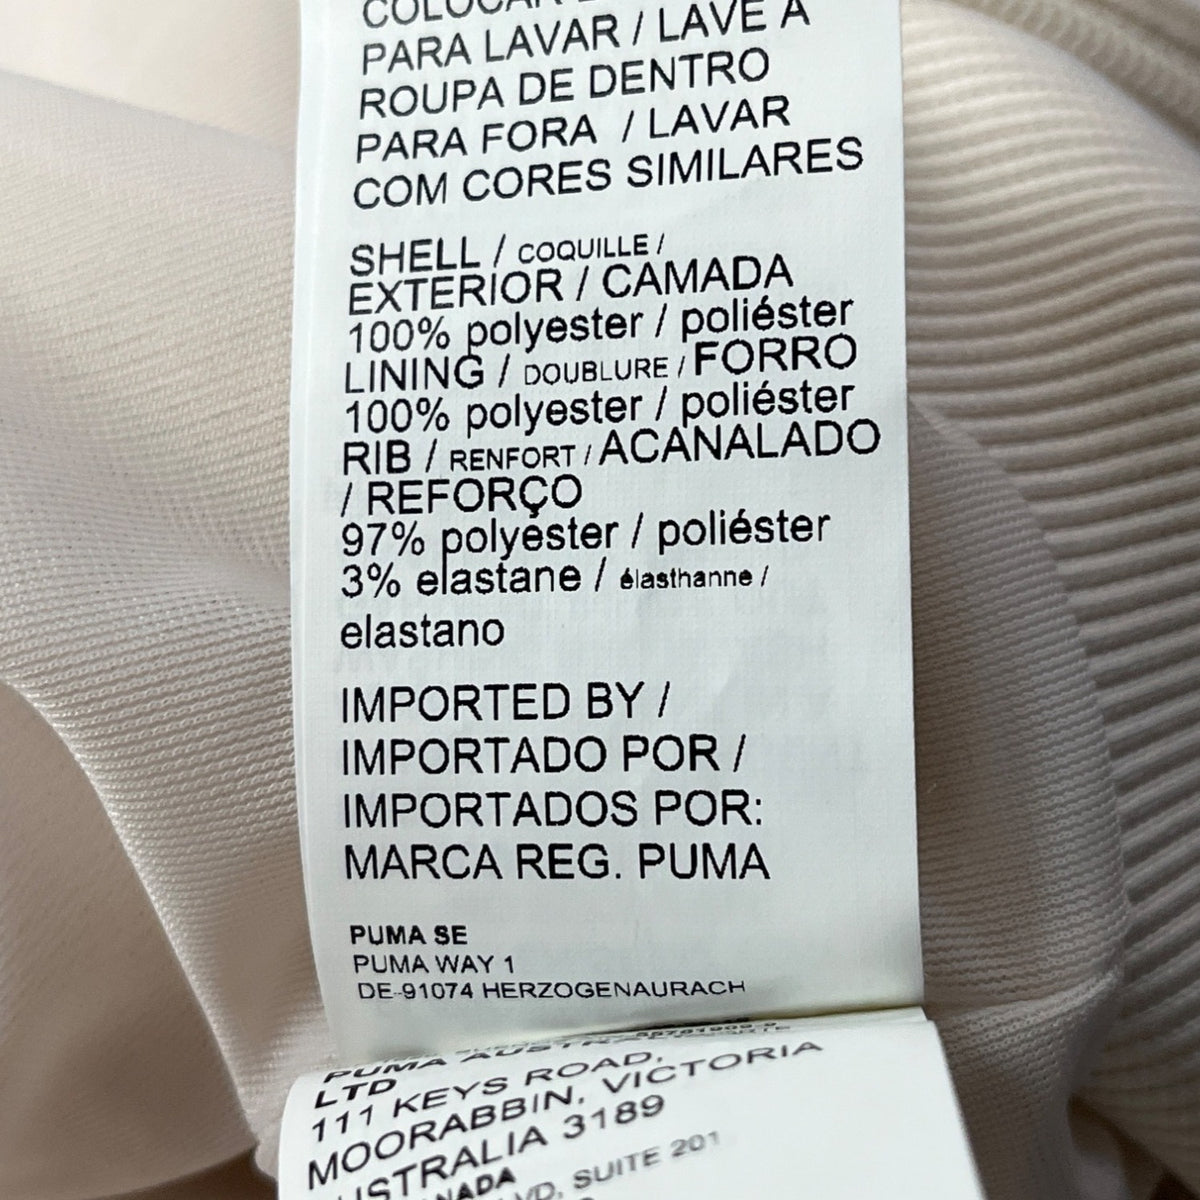 COLOCAR
PARA LAVAR / LAVE A
ROUPA DE DENTRO
PARA FORA / LAVAR
COM CORES SIMILARES
SHELL / COQUILLE /
EXTERIOR / CAMADA
100% polyester / poliéster
LINING / DOUBLURE / FORRO
100% polyester / poliéster
RIB / RENFORT / ACANALADO
/ REFORÇO
97% polyester / poliéster
3% elastane / élasthanne /
elastano
IMPORTED BY /
IMPORTADO POR /
IMPORTADOS POR:
MARCA REG. PUMA
PUMA SE
PUMA WAY 1
DE-91074 HERZOGENAURACH
PUMA
LTD
111 KEYS ROAD,
MOORABBIN, VICTORIA
AUSTRALIA 3189
SUITE 201